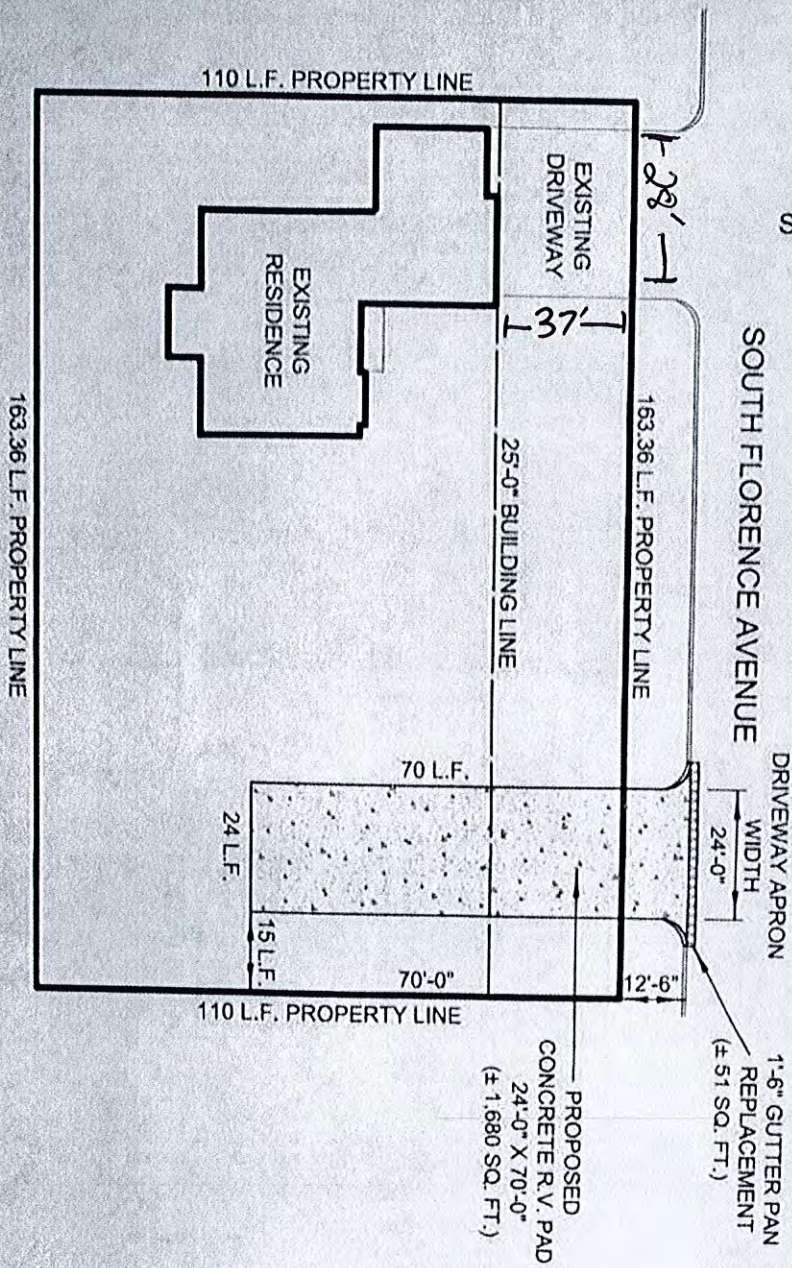 S
SOUTH FLORENCE AVENUE
DRIVEWAY APRON
WIDTH
24'-0"
1'-6" GUTTER PAN
REPLACEMENT
(± 51 SQ. FT.)
28'
163.36 L.F. PROPERTY LINE
12'-6"
110 L.F. PROPERTY LINE
EXISTING
DRIVEWAY
37'
25'-0" BUILDING LINE
EXISTING
RESIDENCE
70 L.F.
24 L.F.
15 L.F.
70'-0"
110 L.F. PROPERTY LINE
PROPOSED
CONCRETE R.V. PAD
24'-0" X 70'-0"
(± 1,680 SQ. FT.)
163.36 L.F. PROPERTY LINE